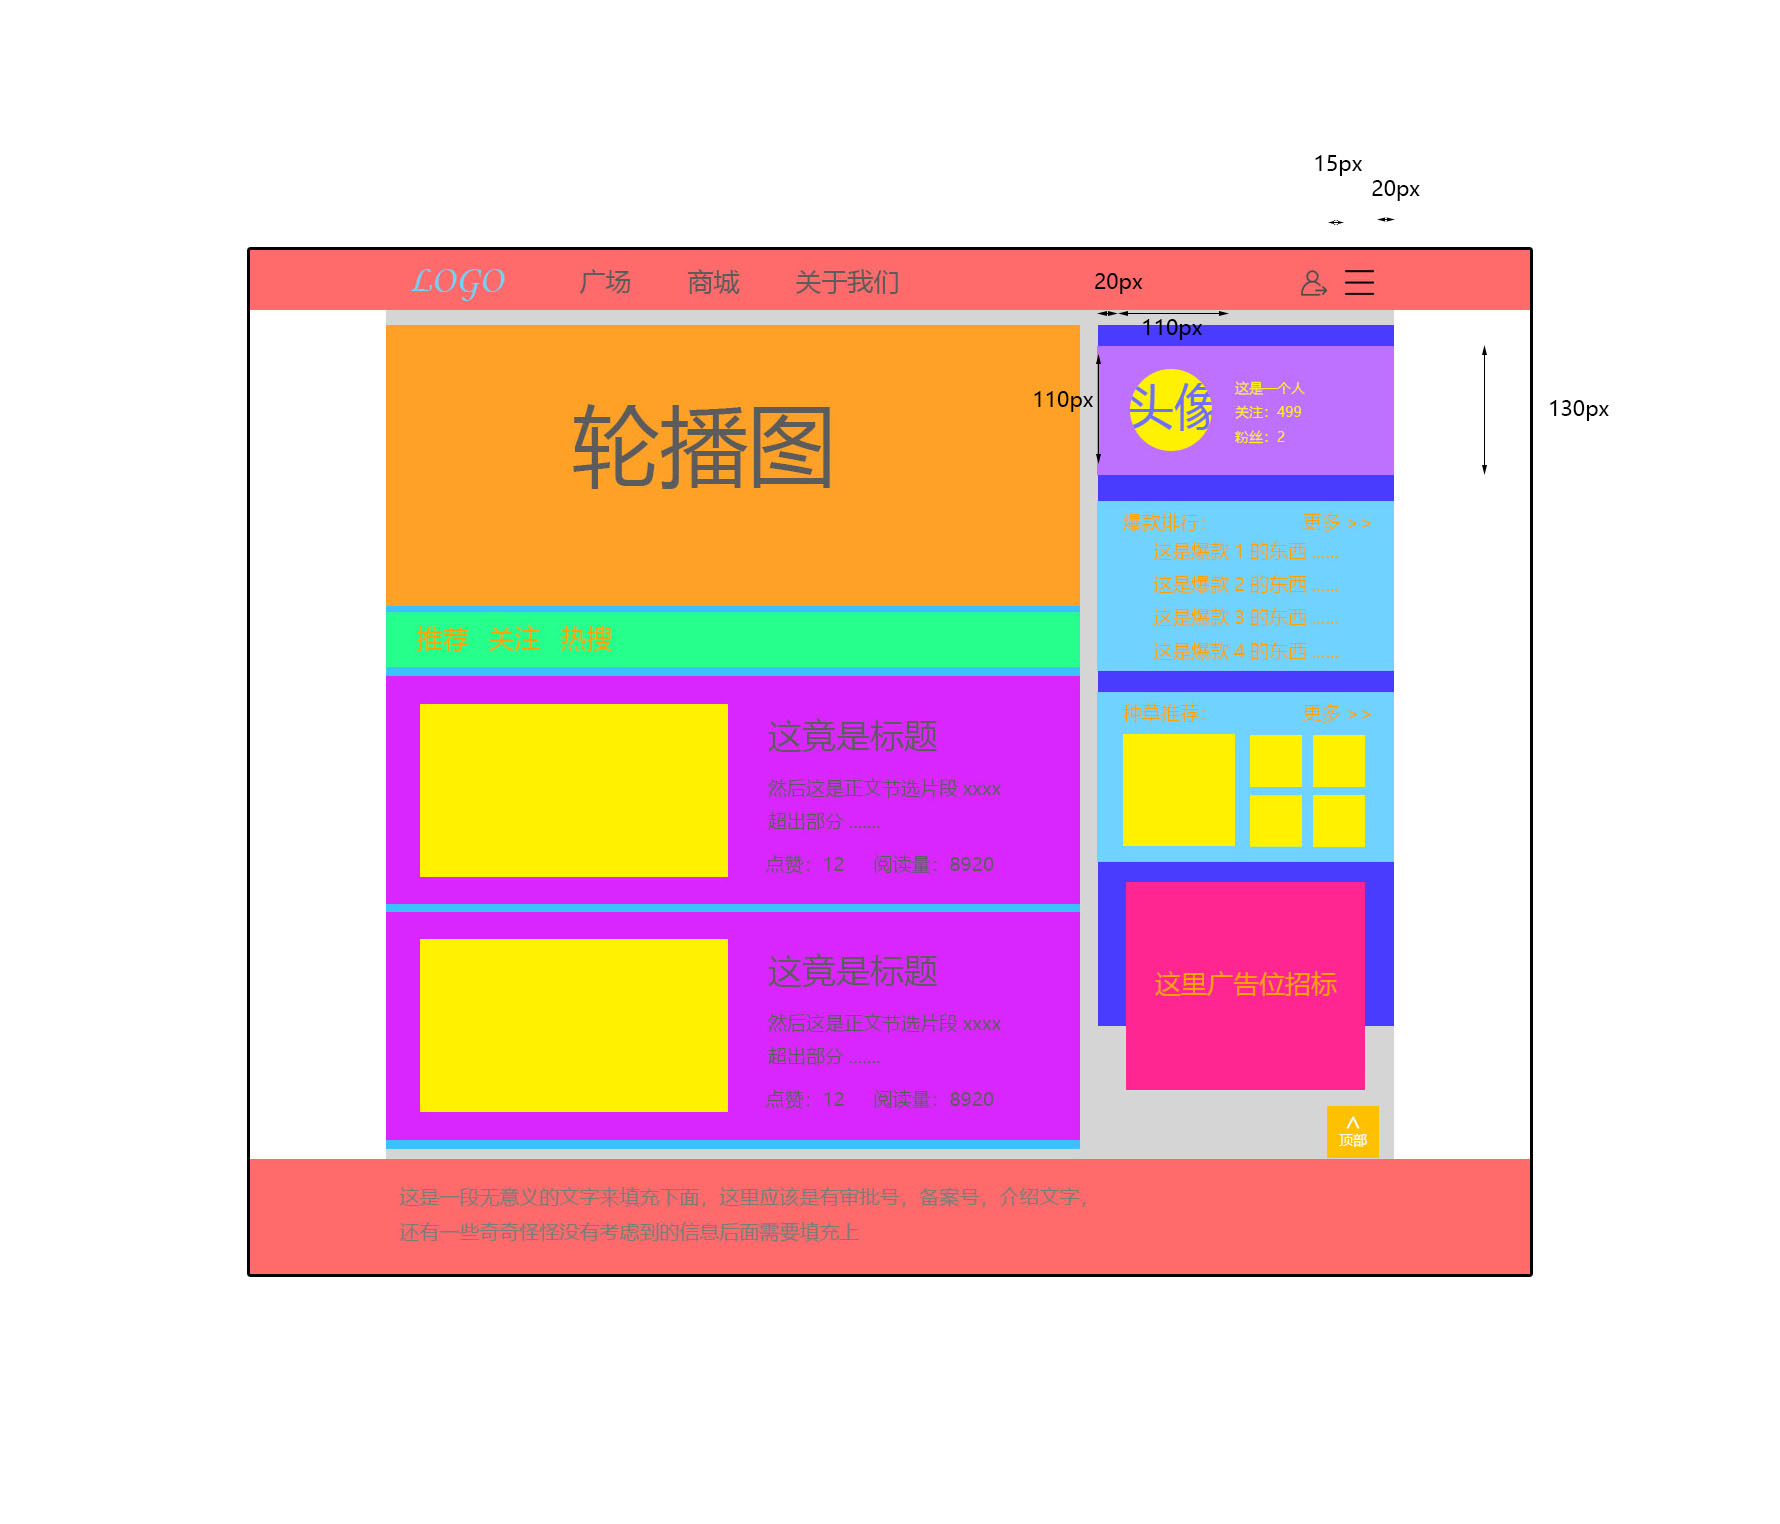 15px
20px
LOGO
广场
商城
关于我们
20px
110px
轮播图
110px
头像
这是一个人
关注：499
粉丝：2
130px
爆款排行：
更多 >>
这是爆款 1 的东西 ......
这是爆款 2 的东西 ......
这是爆款 3 的东西 ......
这是爆款 4 的东西 ......
推荐 关注 热搜
种草推荐：
更多 >>
这竟是标题
然后这是正文节选片段 xxxx
超出部分 .......
点赞：12 阅读量：8920
这竟是标题
然后这是正文节选片段 xxxx
超出部分 .......
点赞：12 阅读量：8920
这里广告位招标
^
顶部
这是一段无意义的文字来填充下面，这里应该是有审批号，备案号，介绍文字，
还有一些奇奇怪怪没有考虑到的信息后面需要填充上